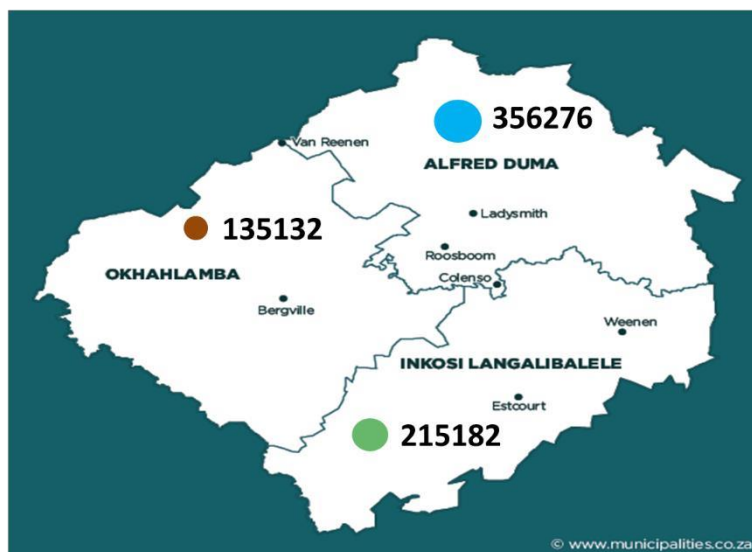 356276
Van Reenen
ALFRED DUMA
Ladysmith
135132
Roosboom
OKHAHLAMBA
Colenso
Bergville
Weenen
INKOSI LANGALIBALELE
Estcourt
215182
© www.municipalities.co.za